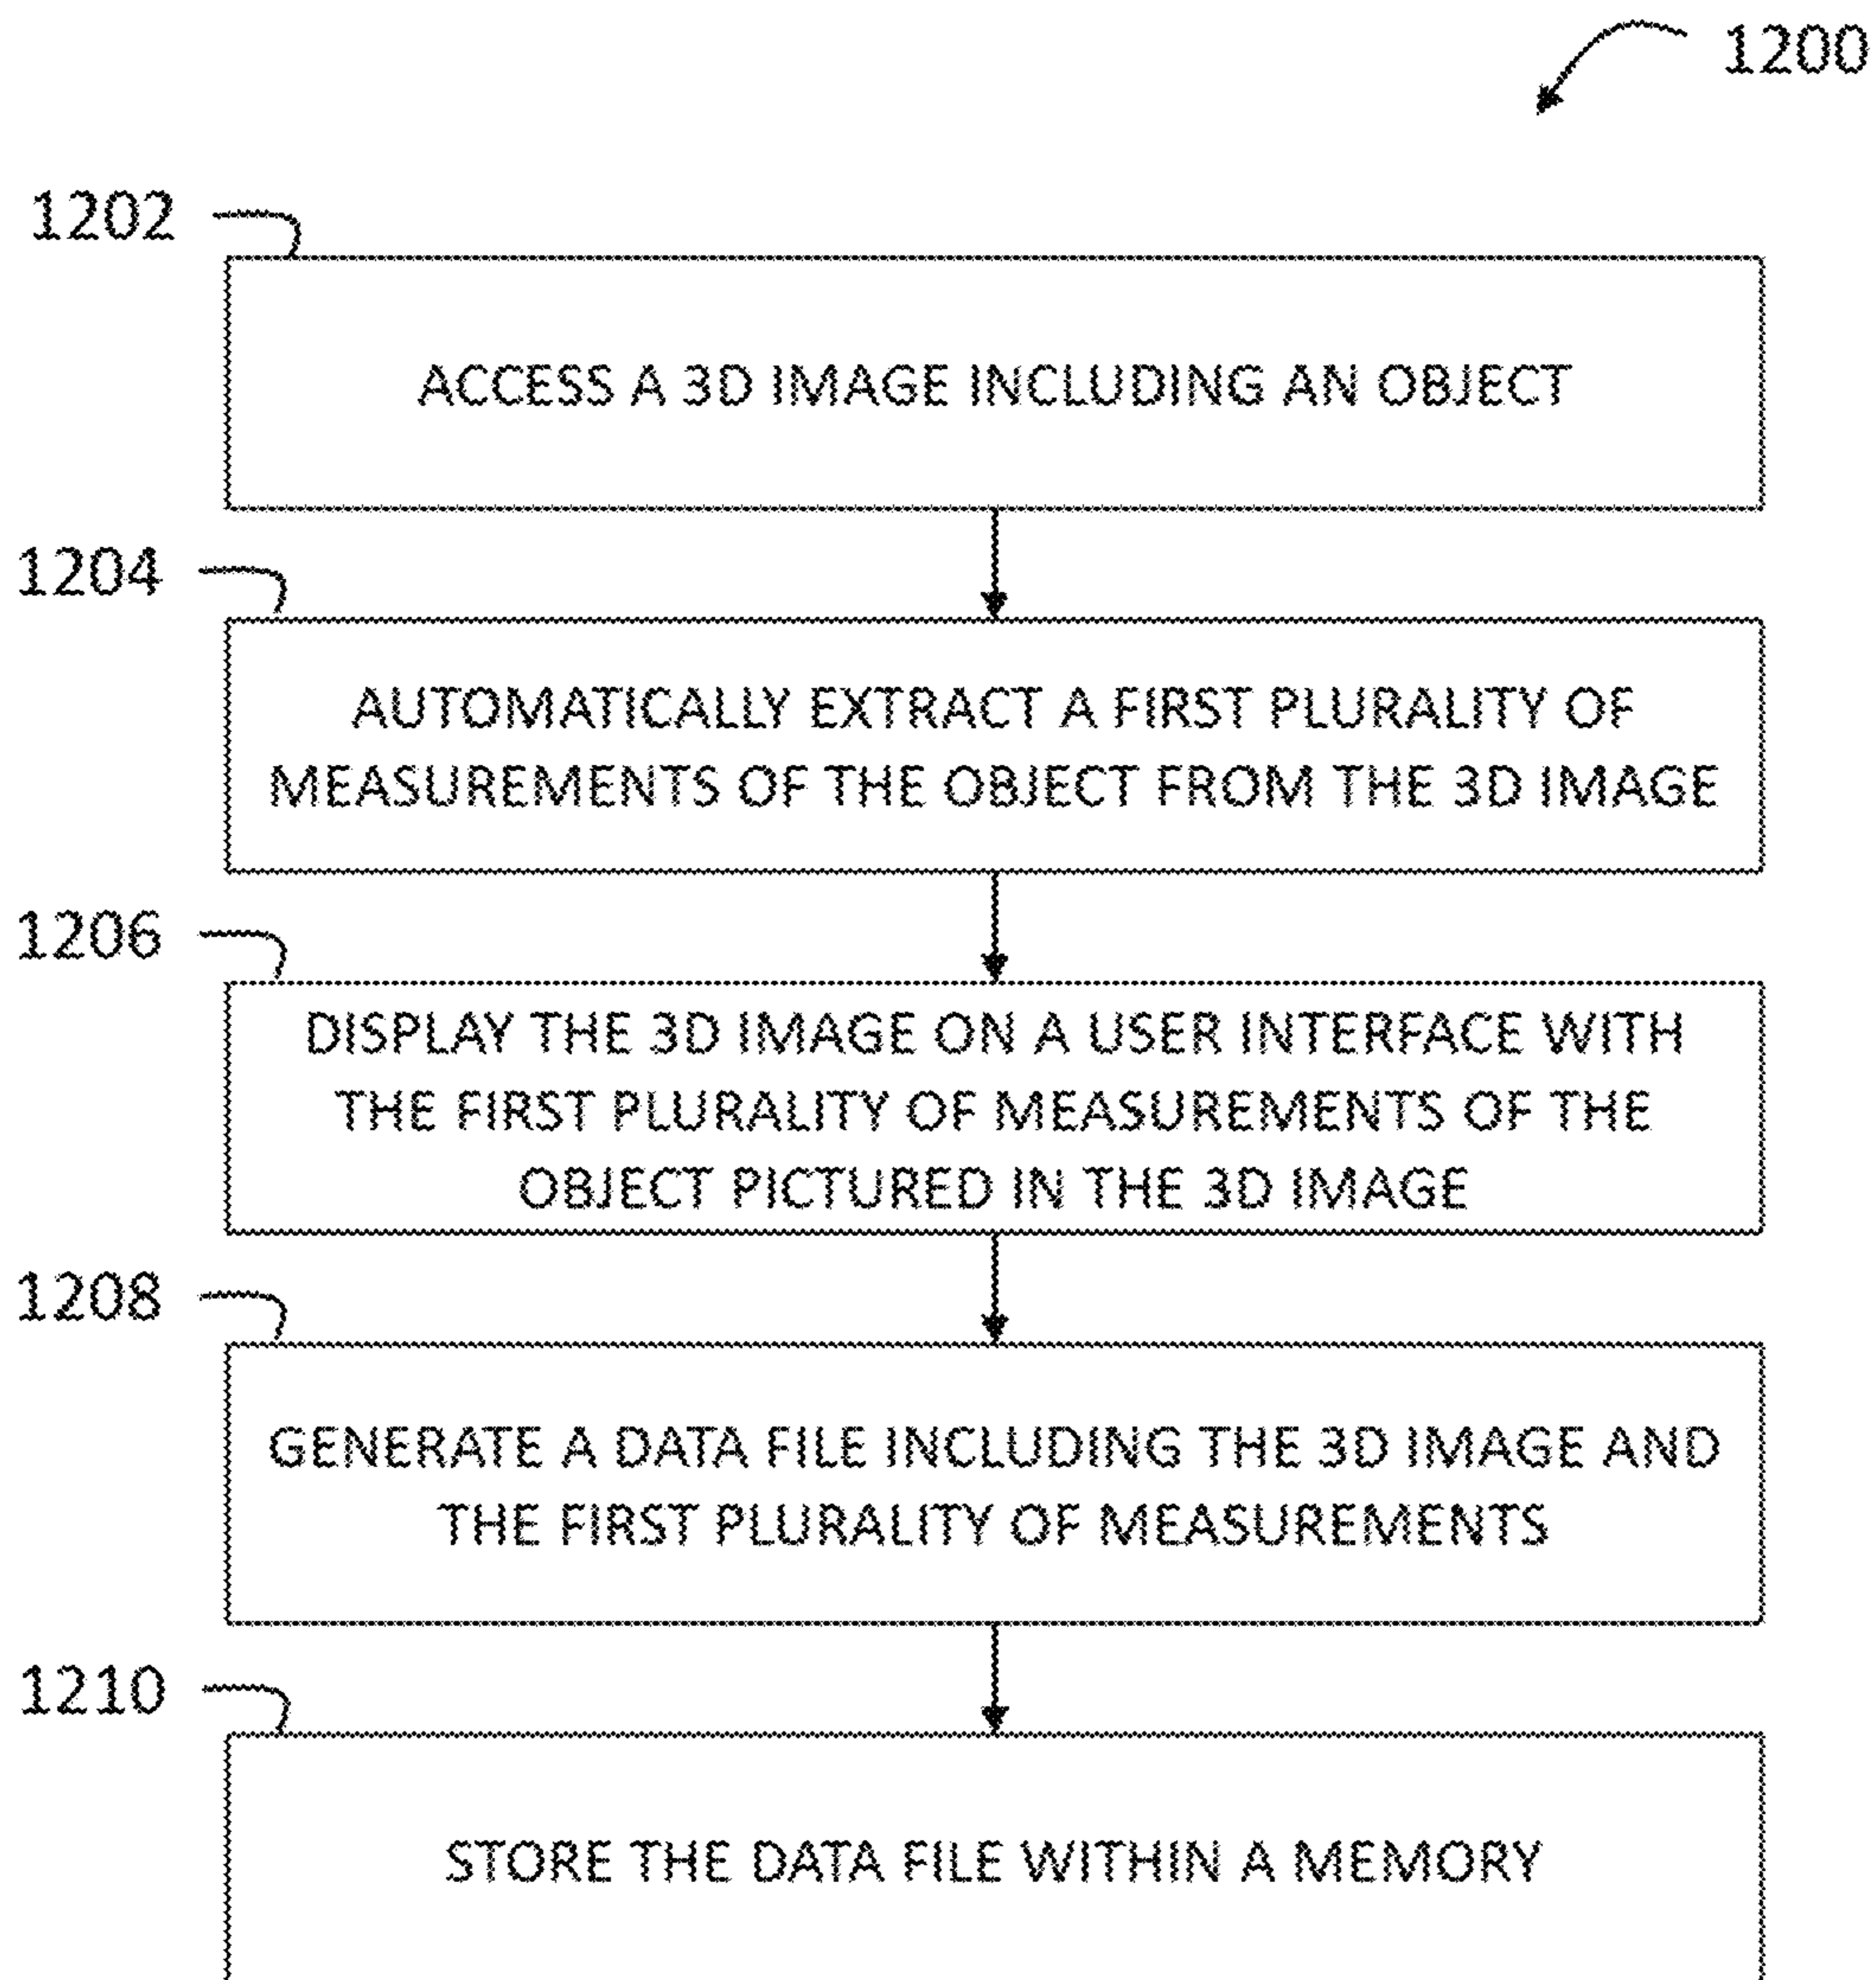 1200
1202
ACCESS A 3D IMAGE INCLUDING AN OBJECT
1204
AUTOMATICALLY EXTRACT A FIRST PLURALITY OF
MEASUREMENTS OF THE OBJECT FROM THE 3D IMAGE
1206
DISPLAY THE 3D IMAGE ON A USER INTERFACE WITH
THE FIRST PLURALITY OF MEASUREMENTS OF THE
OBJECT PICTURED IN THE 3D IMAGE
1208
GENERATE A DATA FILE INCLUDING THE 3D IMAGE AND
THE FIRST PLURALITY OF MEASUREMENTS
1210
STORE THE DATA FILE WITHIN A MEMORY